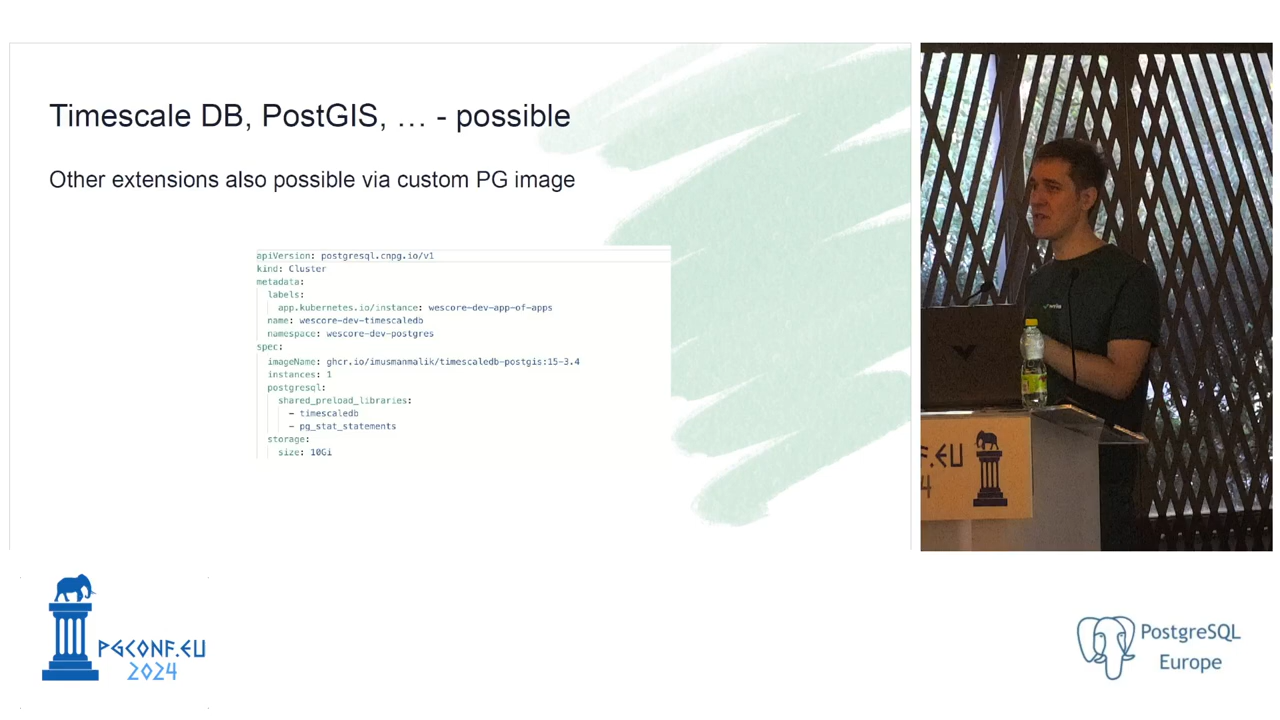 Timescale DB, PostGIS, … - possible
Other extensions also possible via custom PG image
apiVersion: postgresql.cnpg.io/v1
kind: Cluster
metadata:
labels:
app.kubernetes.io/instance: wescore-dev-app-of-apps
name: wescore-dev-timescaledb
namespace: wescore-dev-postgres
spec:
imageName: ghcr.io/imusmanmalik/timescaledb-postgis:15-3.4
instances: 1
postgresql:
shared_preload_libraries:
- timescaledb
- pg_stat_statements
storage:
size: 10Gi
F.EU
4
PGCONF.EU
2024
PostgreSQL
Europe